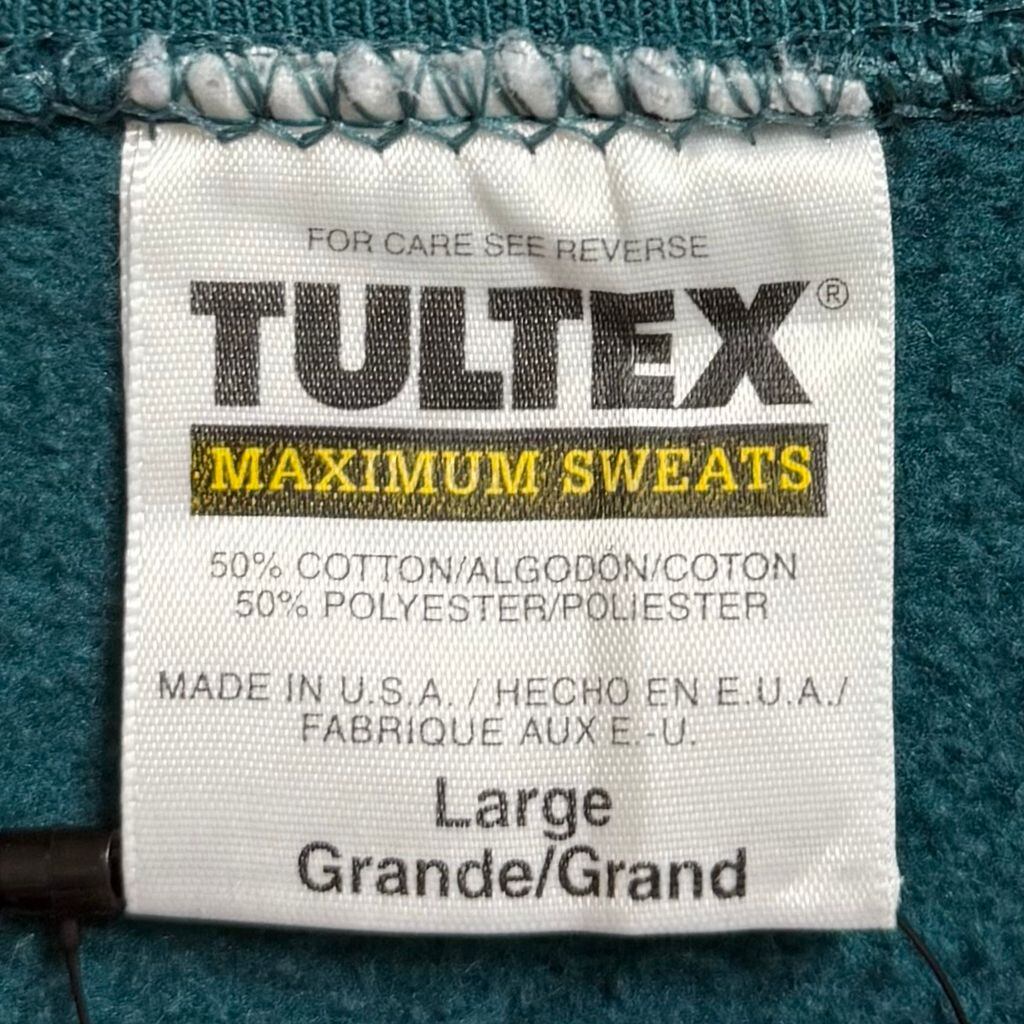 FOR CARE SEE REVERSE
TULTEX®
MAXIMUM SWEATS
50% COTTON/ALGODÓN/COTON
50% POLYESTER/POLIESTER
MADE IN U.S.A. / HECHO EN E.U.A./
FABRIQUE AUX E.-U.
Large
Grande/Grand